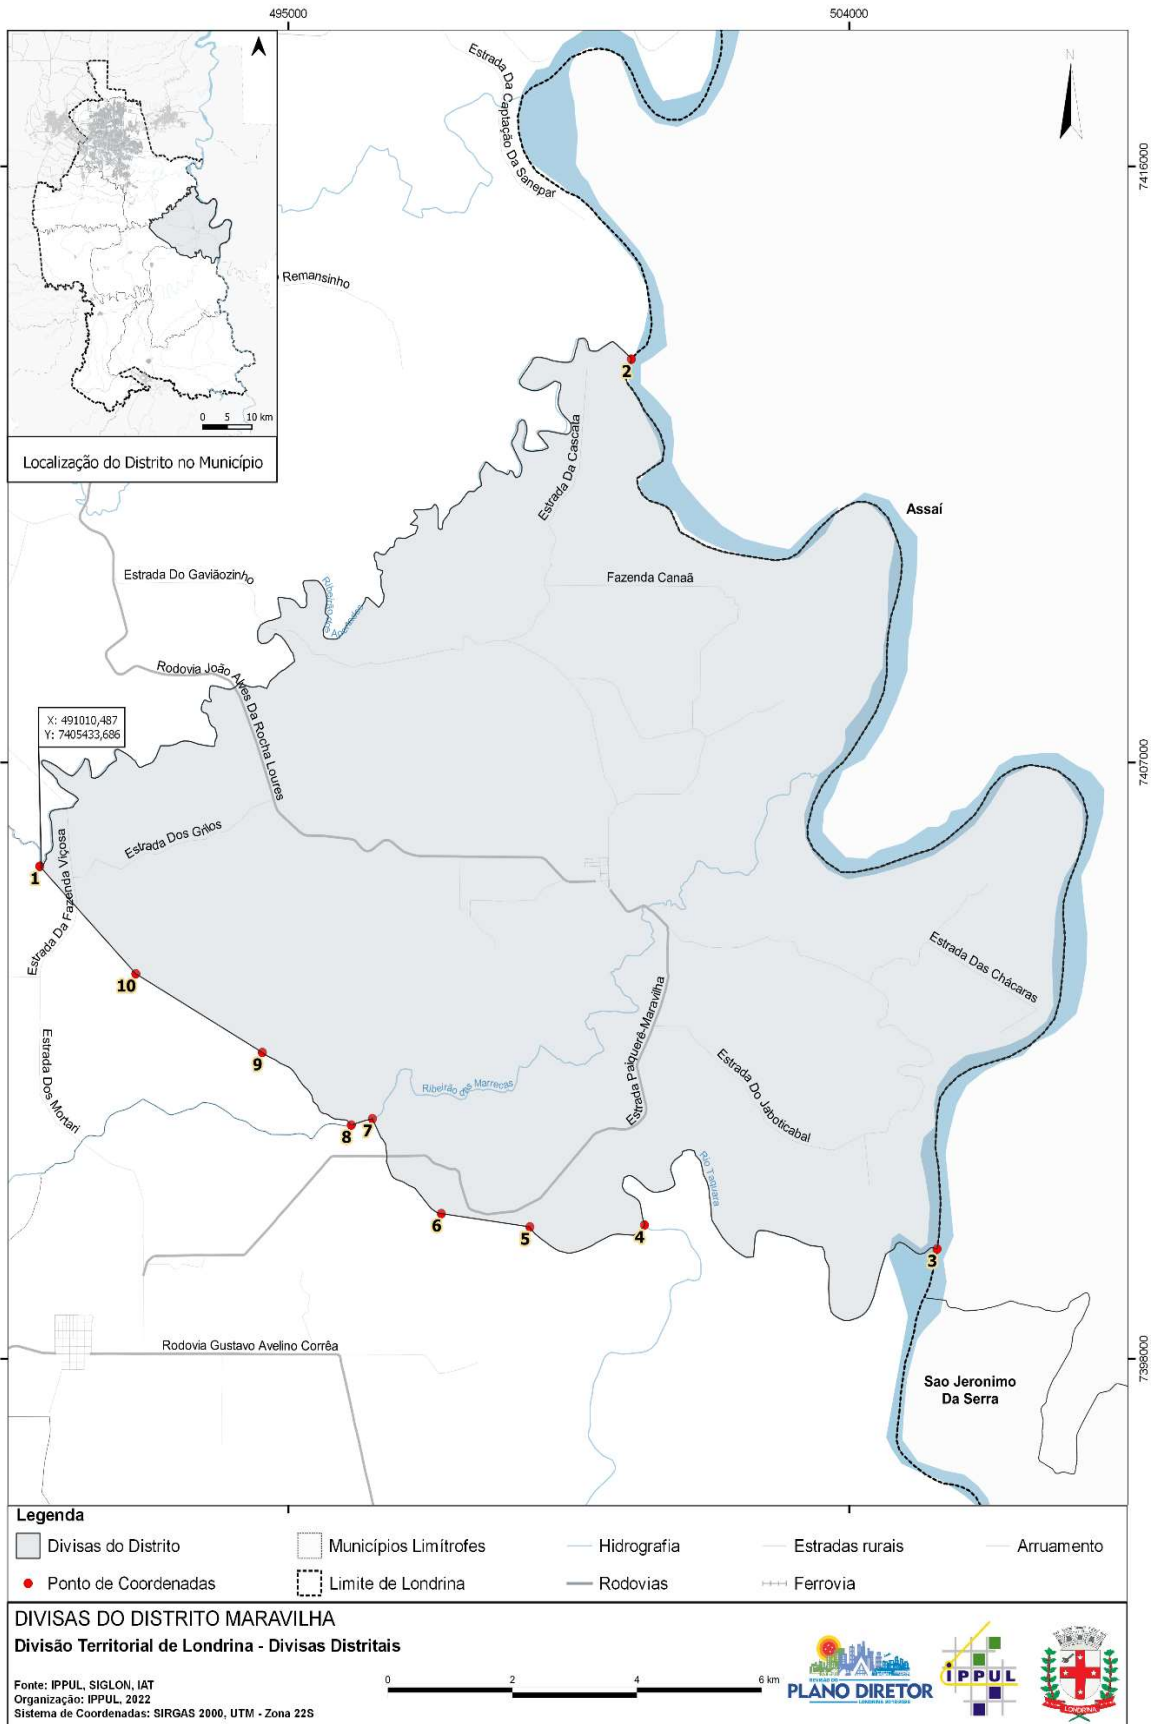 495000
504000
Estrada Da Captação Da Sanepar
N
7416000
Remansinho
0 5 10 km
Localização do Distrito no Município
2
Estrada Da Cascata
Assaí
Estrada Do Gaviãozinho
Fazenda Canaã
Ribeirão dos Apertados
Rodovia João Alves Da Rocha Loures
X: 491010,487
Y: 7405433,686
7407000
Estrada Dos Grilos
1
Estrada Da Fazenda Viçosa
10
Estrada Das Chácaras
Estrada Dos Mortari
9
Estrada Paiquerê-Maravilha
Estrada Do Jaboticabal
Ribeirão das Marrecas
8
7
Rio Taquara
6
5
4
3
Rodovia Gustavo Avelino Corrêa
7398000
Sao Jeronimo
Da Serra
Legenda
Divisas do Distrito
Municípios Limítrofes
Hidrografia
Estradas rurais
Arruamento
Ponto de Coordenadas
Limite de Londrina
Rodovias
Ferrovia
DIVISAS DO DISTRITO MARAVILHA
Divisão Territorial de Londrina - Divisas Distritais
Fonte: IPPUL, SIGLON, IAT
Organização: IPPUL, 2022
Sistema de Coordenadas: SIRGAS 2000, UTM - Zona 22S
0 2 4 6 km
PLANO DIRETOR
IPPUL
LONDRINA